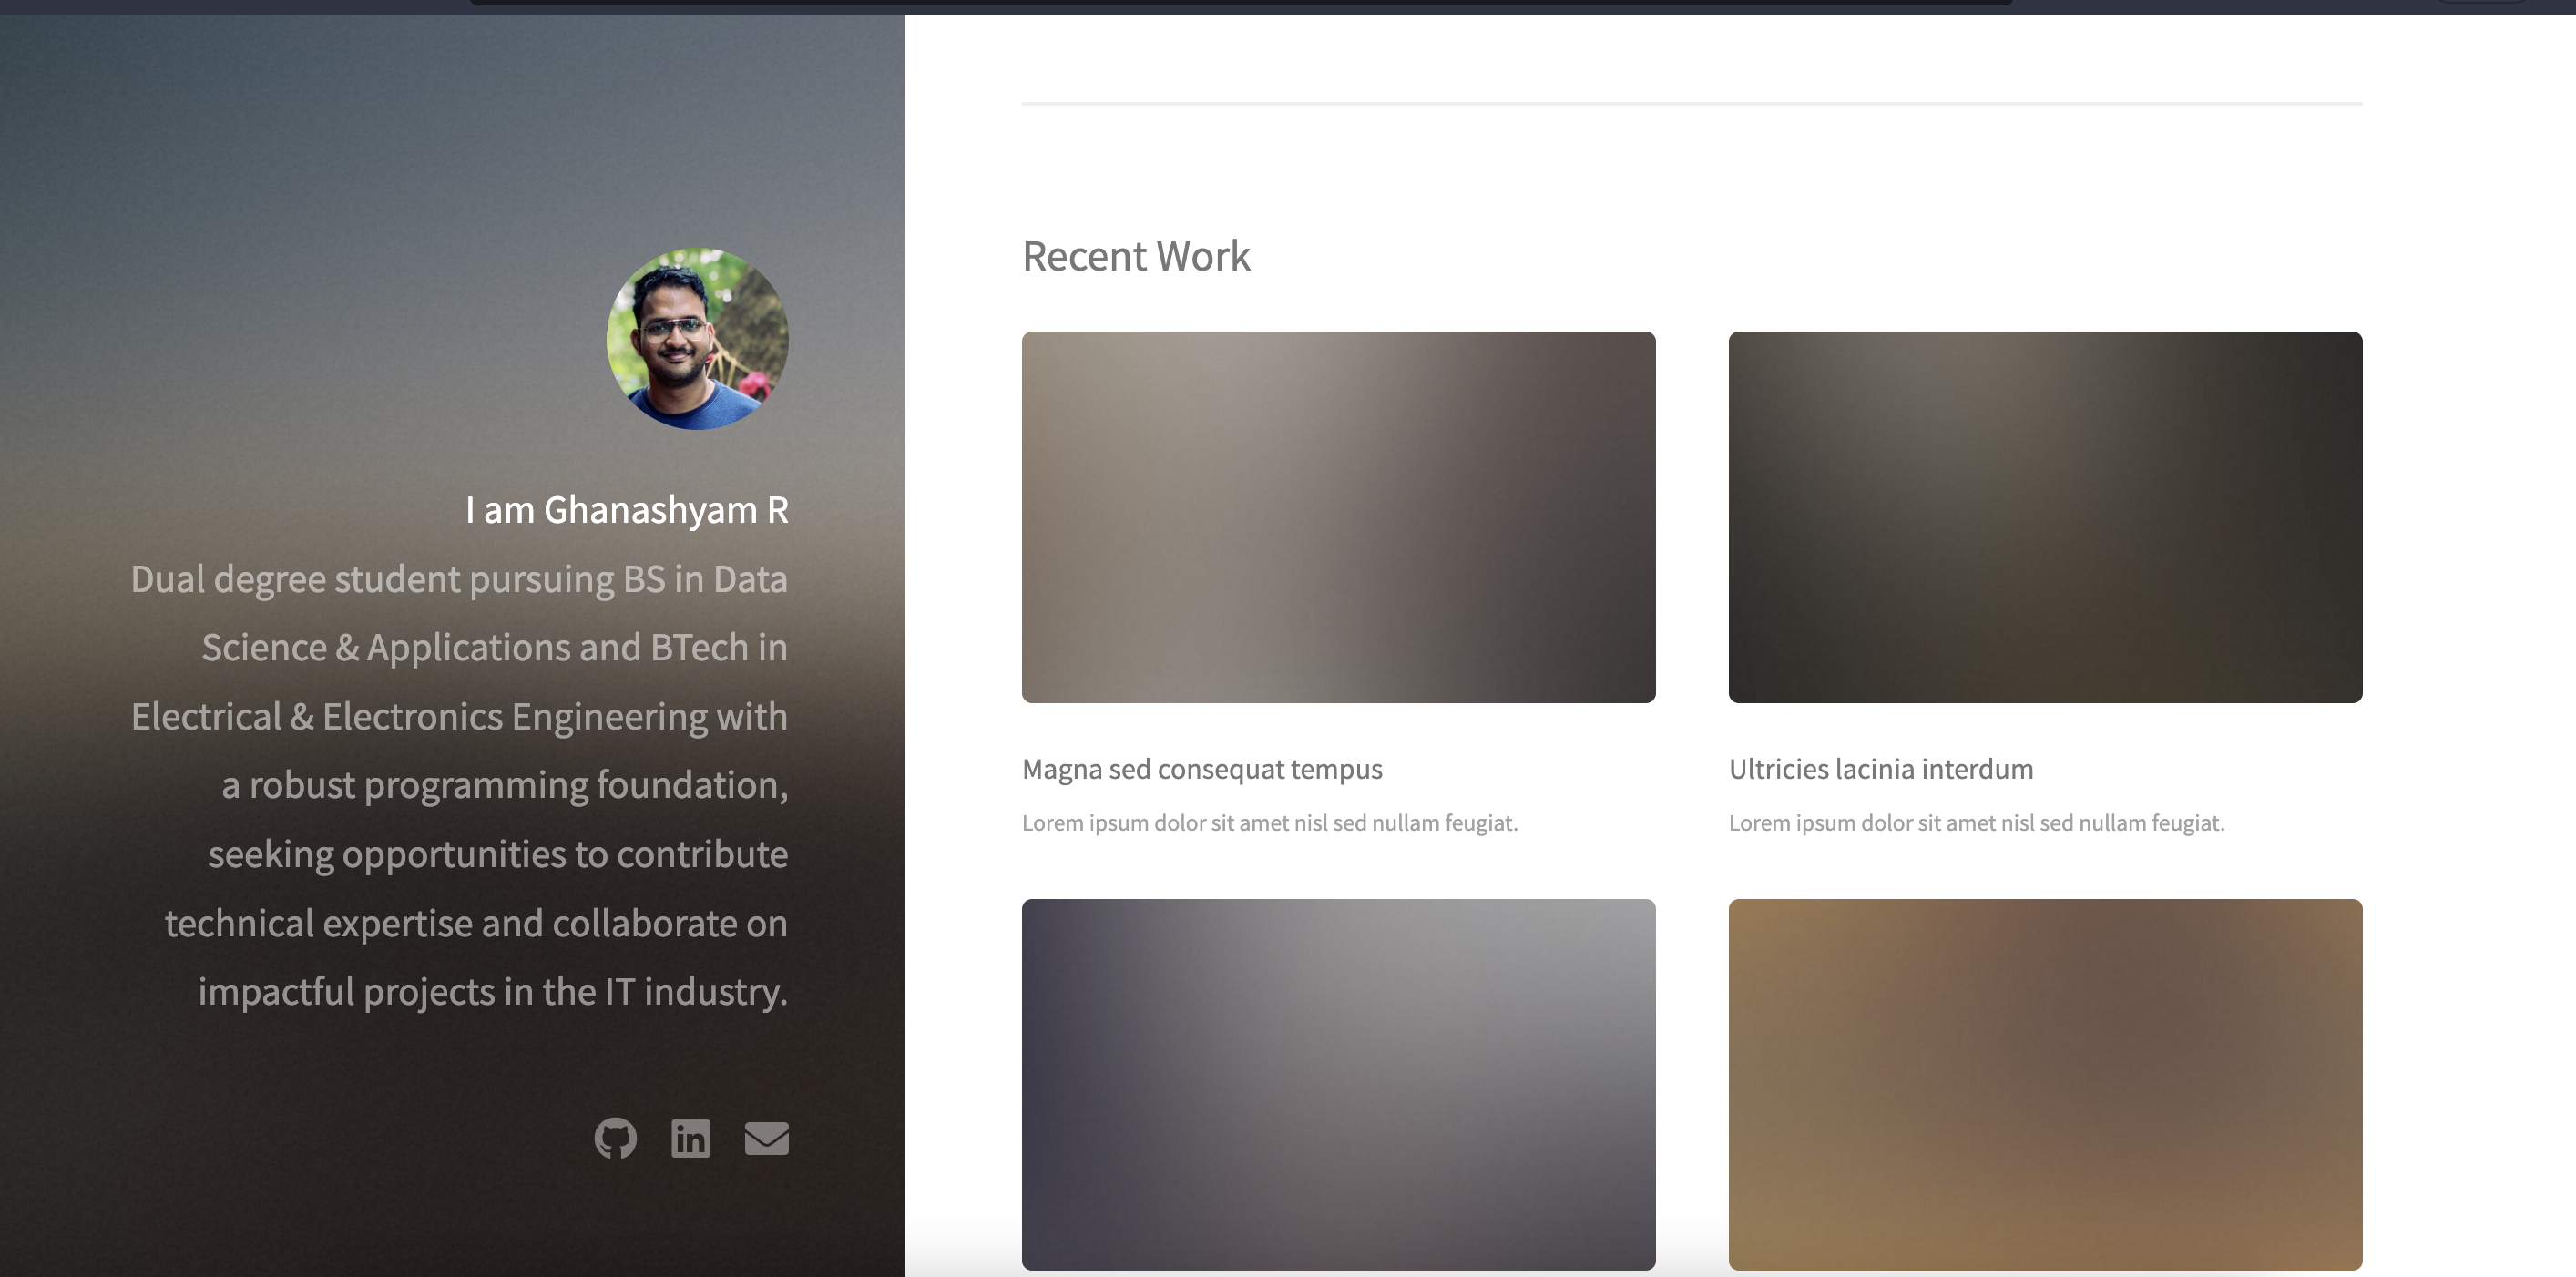 I am Ghanashyam R
Dual degree student pursuing BS in Data
Science & Applications and BTech in
Electrical & Electronics Engineering with
a robust programming foundation,
seeking opportunities to contribute
technical expertise and collaborate on
impactful projects in the IT industry.
in
Recent Work
Magna sed consequat tempus
Lorem ipsum dolor sit amet nisl sed nullam feugiat.
Ultricies lacinia interdum
Lorem ipsum dolor sit amet nisl sed nullam feugiat.